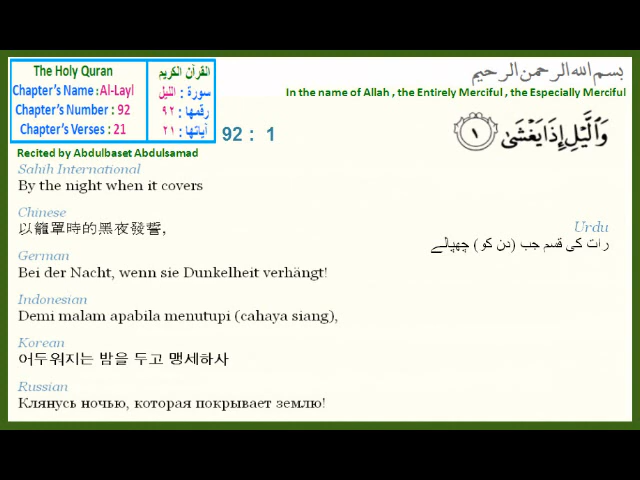 The Holy Quran
Chapter's Name : Al-Layl
Chapter's Number : 92
Chapter's Verses : 21
القرآن الكريم
سورة : الليل
رقمها : ٩٢
آياتها : ٢١
بسم الله الرحمن الرحيم
In the name of Allah , the Entirely Merciful , the Especially Merciful
92 : 1
وَاللَّيْلِ إِذَا يَغْشَىٰ ١
Recited by Abdulbaset Abdulsamad
Sahih International
By the night when it covers
Chinese
以籠罩時的黑夜發誓,
Urdu
رات کی قسم جب (دن کو) چھپالے
German
Bei der Nacht, wenn sie Dunkelheit verhängt!
Indonesian
Demi malam apabila menutupi (cahaya siang),
Korean
어두워지는 밤을 두고 맹세하사
Russian
Клянусь ночью, которая покрывает землю!